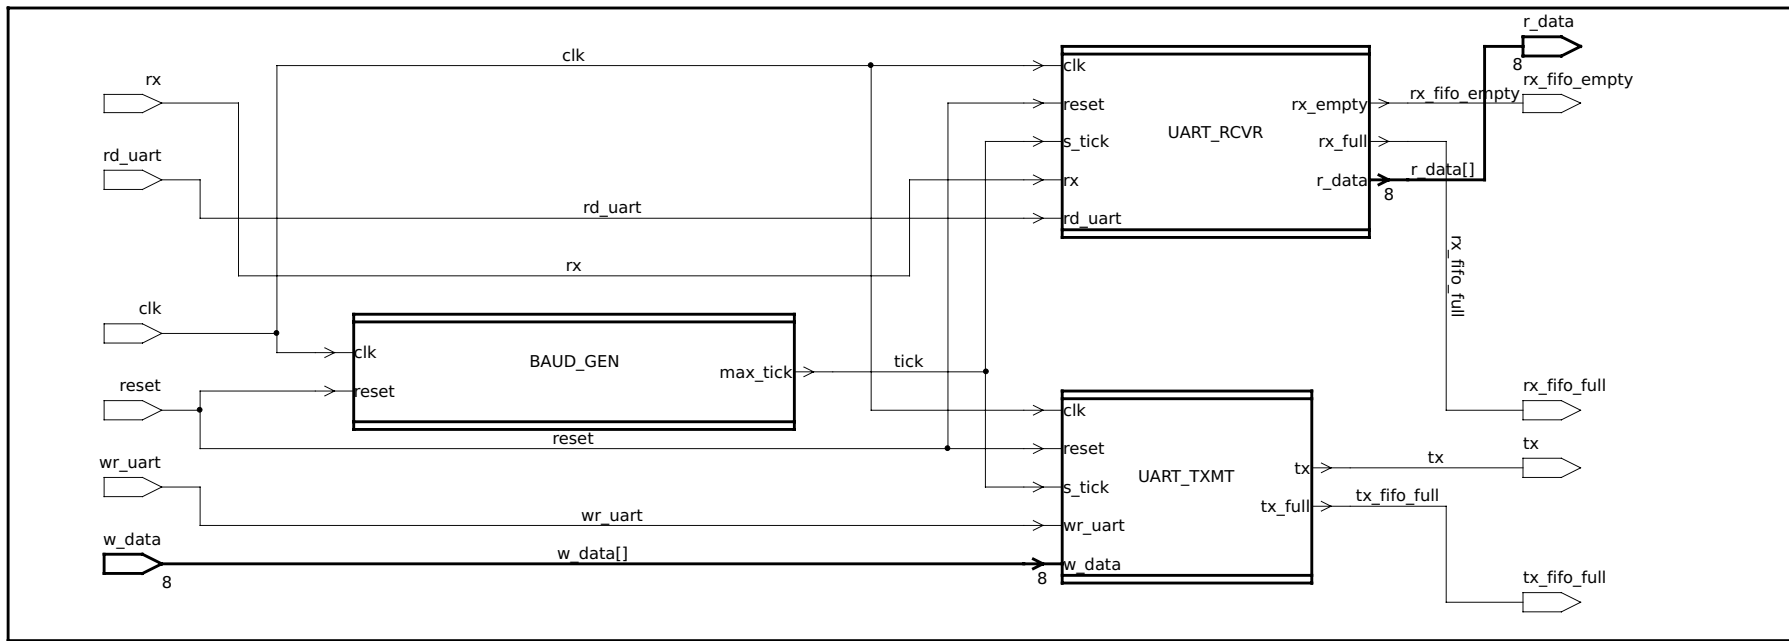 r_data
clk
8
clk
rx
rx_fifo_empty
rx_fifo_empty
reset
rx_empty
UART_RCVR
s_tick
rx_full
rd_uart
r_data[]
rx
r_data
8
rd_uart
rd_uart
rx
rx_fifo_full
clk
clk
BAUD_GEN
tick
max_tick
reset
reset
rx_fifo_full
clk
reset
reset
tx
wr_uart
tx
tx
UART_TXMT
s_tick
tx_fifo_full
tx_full
wr_uart
wr_uart
w_data
w_data[]
w_data
8
8
tx_fifo_full